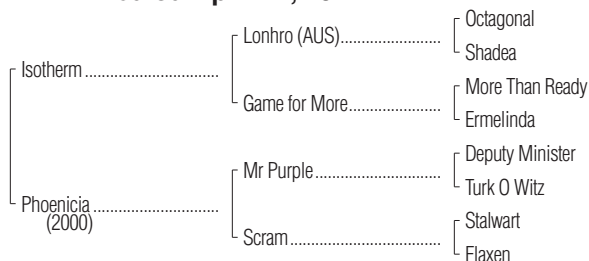 Octagonal
Lonhro (AUS)
Shadea
Isotherm
More Than Ready
Game for More
Ermelinda
Deputy Minister
Mr Purple
Turk O Witz
Phoenicia
(2000)
Stalwart
Scram
Flaxen